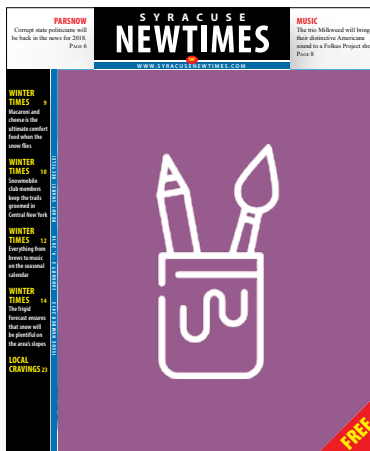 PARSNOW
Corrupt state politicians will
be back in the news for 2018.
PAGE 6
SYRACUSE
NEWTIMES
WWW.SYRACUSENEWTIMES.COM
MUSIC
The trio Milkweed will bring
their distinctive Americana
sound to a Folkus Project show
PAGE 8
WINTER
TIMES 9
Macaroni and
cheese is the
ultimate comfort
food when the
snow flies
WINTER
TIMES 10
Snowmobile
club members
keep the trails
groomed in
Central New York
WINTER
TIMES 12
Everything from
brews to music
on the seasonal
calendar
WINTER
TIMES 14
The frigid
forecast ensures
that snow will
be plentiful on
the area's slopes
LOCAL
CRAVINGS 23
READ! SHARE! RECYCLE!
FREE